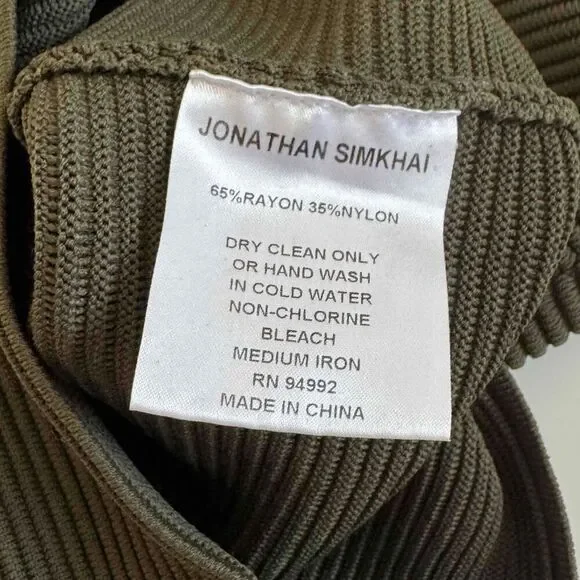 JONATHAN SIMKHAI
65%RAYON 35%NYLON
DRY CLEAN ONLY
OR HAND WASH
IN COLD WATER
NON-CHLORINE
BLEACH
MEDIUM IRON
RN 94992
MADE IN CHINA